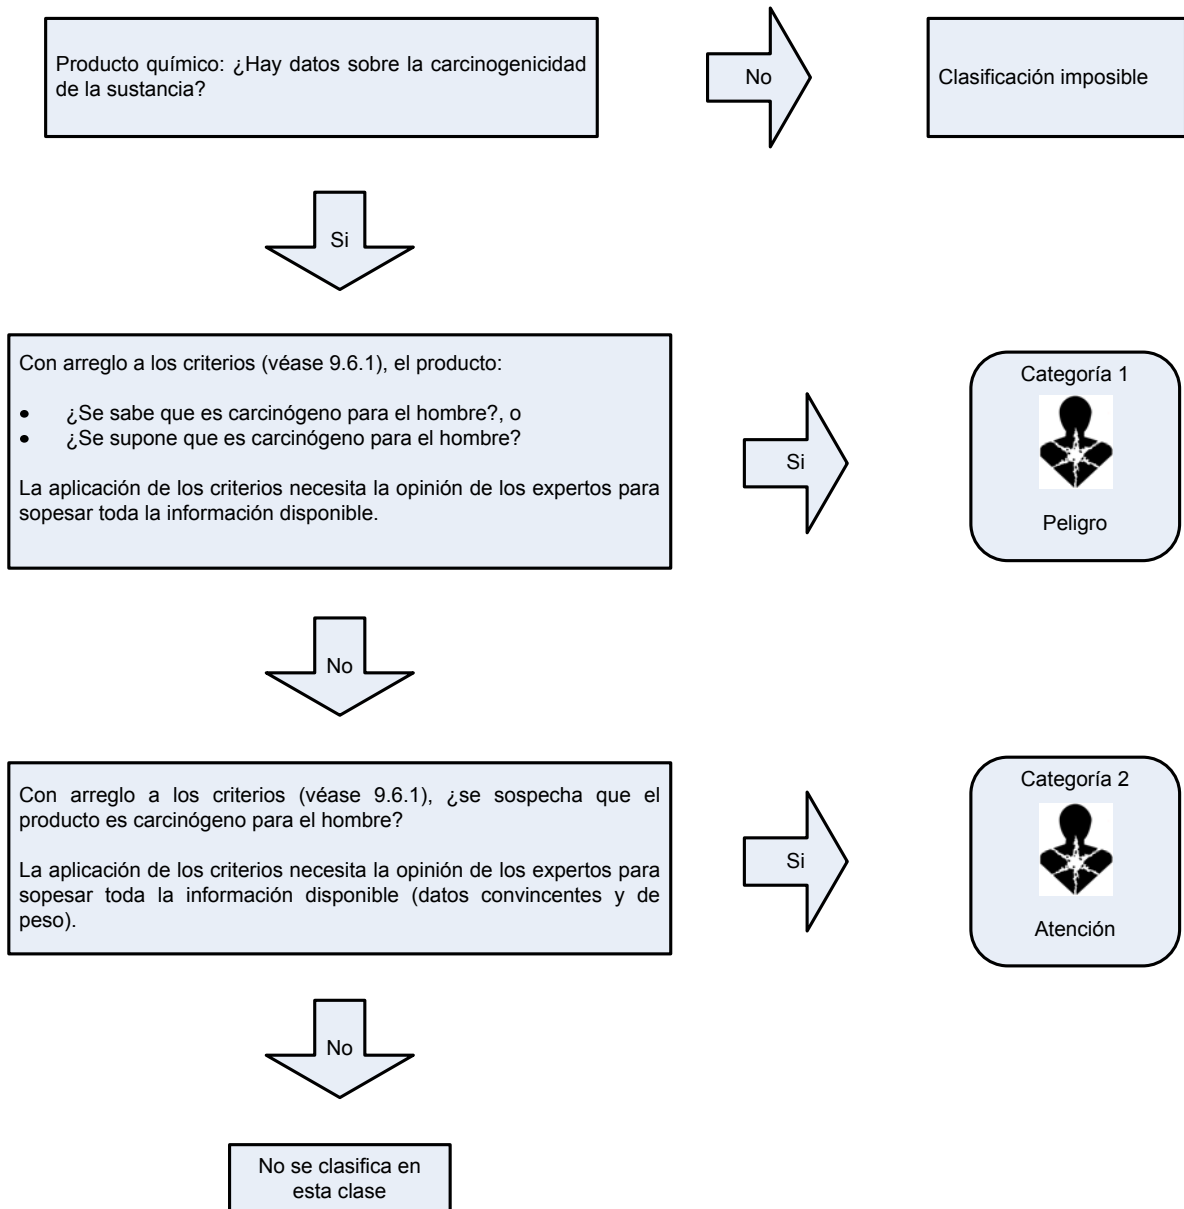 Producto químico: ¿Hay datos sobre la carcinogenicidad
de la sustancia?
No
Clasificación imposible
Si
Con arreglo a los criterios (véase 9.6.1), el producto:
• ¿Se sabe que es carcinógeno para el hombre?, o
• ¿Se supone que es carcinógeno para el hombre?
La aplicación de los criterios necesita la opinión de los expertos para
sopesar toda la información disponible.
Si
Categoría 1
Peligro
No
Con arreglo a los criterios (véase 9.6.1), ¿se sospecha que el
producto es carcinógeno para el hombre?
La aplicación de los criterios necesita la opinión de los expertos para
sopesar toda la información disponible (datos convincentes y de
peso).
Si
Categoría 2
Atención
No
No se clasifica en
esta clase